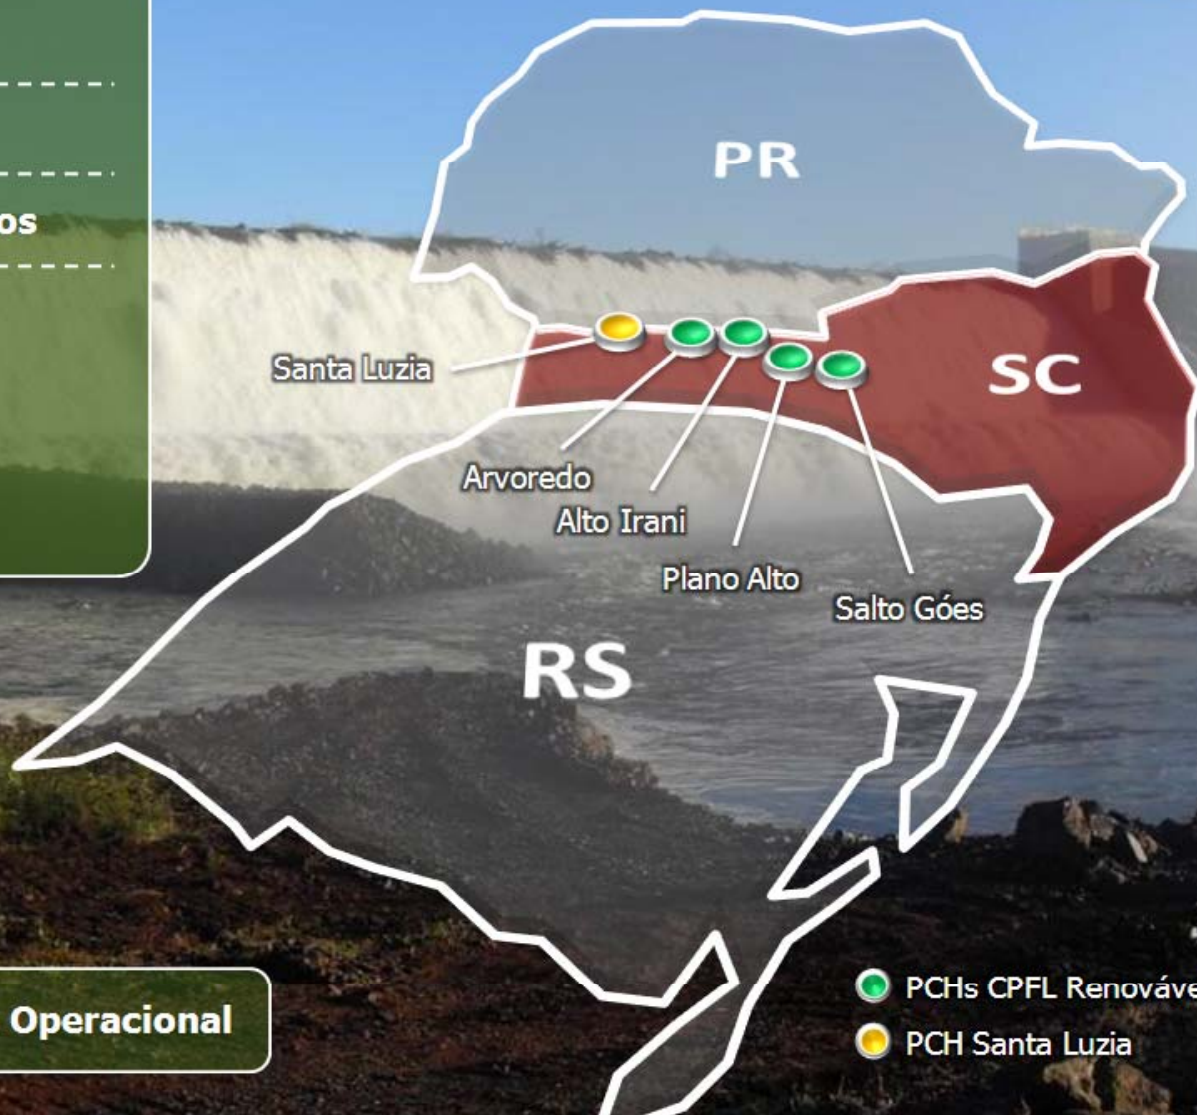 os
PR
SC
Santa Luzia
Arvoredo
Alto Irani
Plano Alto
Salto Góes
RS
Operacional
PCHs CPFL Renováve
PCH Santa Luzia